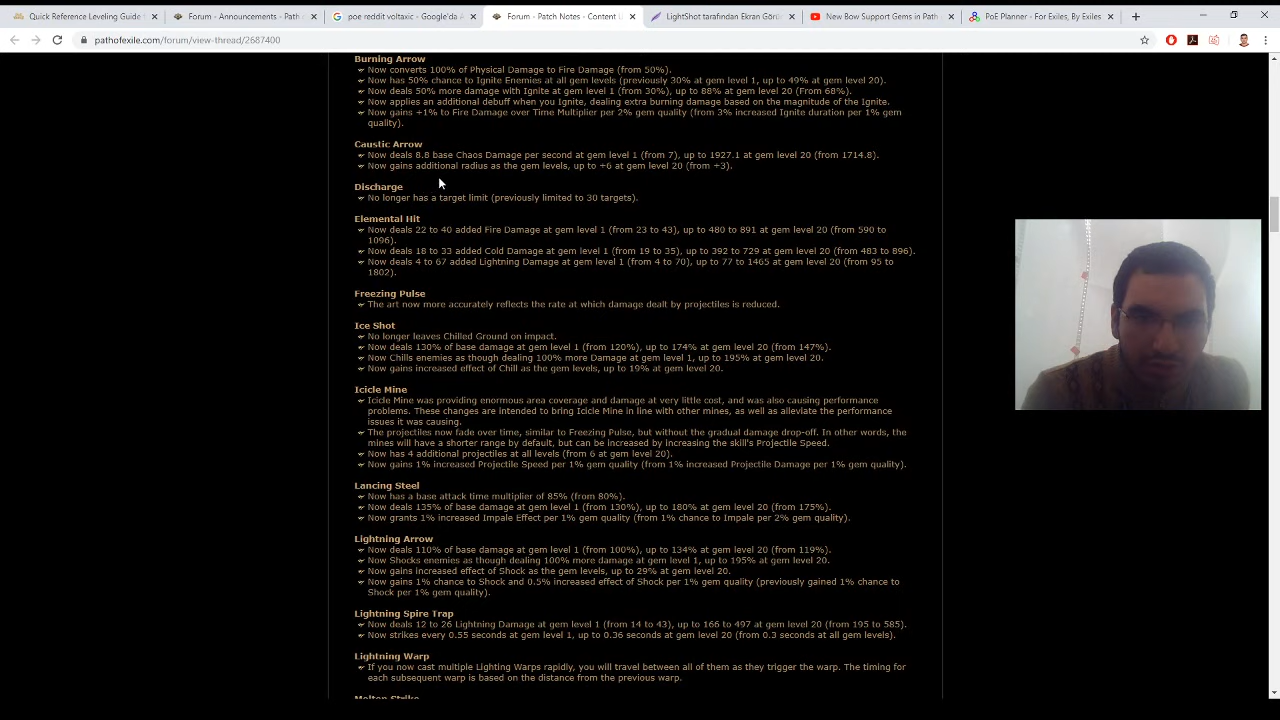 Quick Reference Leveling Guide
Forum - Announcements - Path
poe reddit voltaxic - Google'da A
Forum - Patch Notes - Content
LightShot tarafından Ekran Görü
New Bow Support Gems in Path
PoE Planner - For Exiles, By Exiles
pathofexile.com/forum/view-thread/2687400
Burning Arrow
Now converts 100% of Physical Damage to Fire Damage (from 50%).
Now has 50% chance to Ignite Enemies at all gem levels (previously 30% at gem level 1, up to 49% at gem level 20).
Now deals 50% more damage with Ignite at gem level 1 (from 30%), up to 88% at gem level 20 (From 68%).
Now applies an additional debuff when you Ignite, dealing extra burning damage based on the magnitude of the Ignite.
Now gains +1% to Fire Damage over Time Multiplier per 2% gem quality (from 3% increased Ignite duration per 1% gem
quality).
Caustic Arrow
Now deals 8.8 base Chaos Damage per second at gem level 1 (from 7), up to 1927.1 at gem level 20 (from 1714.8).
Now gains additional radius as the gem levels, up to +6 at gem level 20 (from +3).
Discharge
No longer has a target limit (previously limited to 30 targets).
Elemental Hit
Now deals 22 to 40 added Fire Damage at gem level 1 (from 23 to 43), up to 480 to 891 at gem level 20 (from 590 to
1096).
Now deals 18 to 33 added Cold Damage at gem level 1 (from 19 to 35), up to 392 to 729 at gem level 20 (from 483 to 896).
Now deals 4 to 67 added Lightning Damage at gem level 1 (from 4 to 70), up to 77 to 1465 at gem level 20 (from 95 to
1802).
Freezing Pulse
The art now more accurately reflects the rate at which damage dealt by projectiles is reduced.
Ice Shot
No longer leaves Chilled Ground on impact.
Now deals 130% of base damage at gem level 1 (from 120%), up to 174% at gem level 20 (from 147%).
Now Chills enemies as though dealing 100% more Damage at gem level 1, up to 195% at gem level 20.
Now gains increased effect of Chill as the gem levels, up to 19% at gem level 20.
Icicle Mine
Icicle Mine was providing enormous area coverage and damage at very little cost, and was also causing performance
problems. These changes are intended to bring Icicle Mine in line with other mines, as well as alleviate the performance
issues it was causing.
The projectiles now fade over time, similar to Freezing Pulse, but without the gradual damage drop-off. In other words, the
mines will have a shorter range by default, but can be increased by increasing the skill's Projectile Speed.
Now has 4 additional projectiles at all levels (from 6 at gem level 20).
Now gains 1% increased Projectile Speed per 1% gem quality (from 1% increased Projectile Damage per 1% gem quality).
Lancing Steel
Now has a base attack time multiplier of 85% (from 80%).
Now deals 135% of base damage at gem level 1 (from 130%), up to 180% at gem level 20 (from 175%).
Now grants 1% increased Impale Effect per 1% gem quality (from 1% chance to Impale per 2% gem quality).
Lightning Arrow
Now deals 110% of base damage at gem level 1 (from 100%), up to 134% at gem level 20 (from 119%).
Now Shocks enemies as though dealing 100% more damage at gem level 1, up to 195% at gem level 20.
Now gains increased effect of Shock as the gem levels, up to 29% at gem level 20.
Now gains 1% chance to Shock and 0.5% increased effect of Shock per 1% gem quality (previously gained 1% chance to
Shock per 1% gem quality).
Lightning Spire Trap
Now deals 12 to 26 Lightning Damage at gem level 1 (from 14 to 43), up to 166 to 497 at gem level 20 (from 195 to 585).
Now strikes every 0.55 seconds at gem level 1, up to 0.36 seconds at gem level 20 (from 0.3 seconds at all gem levels).
Lightning Warp
If you now cast multiple Lighting Warps rapidly, you will travel between all of them as they trigger the warp. The timing for
each subsequent warp is based on the distance from the previous warp.
Molten Strike